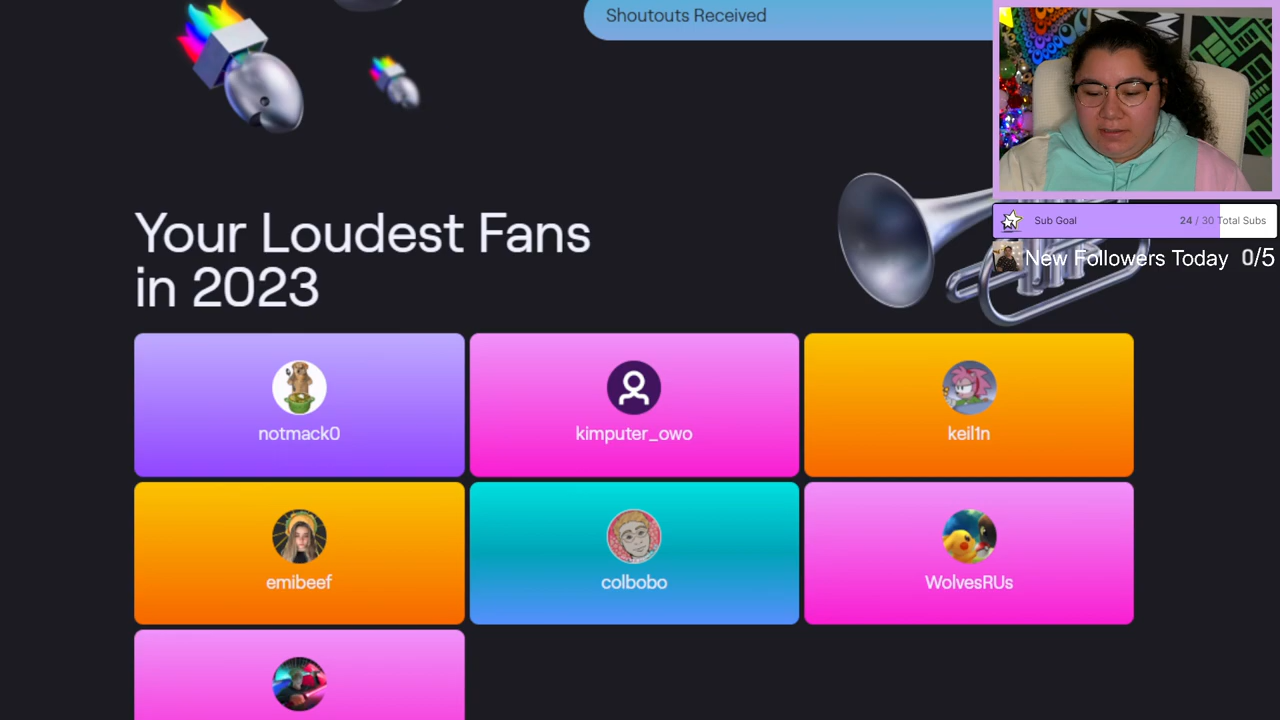 Shoutouts Received
Sub Goal
24 / 30 Total Subs
New Followers Today 0/5
Your Loudest Fans
in 2023
notmack0
kimputer_owo
keil1n
emibeef
colbobo
WolvesRUs